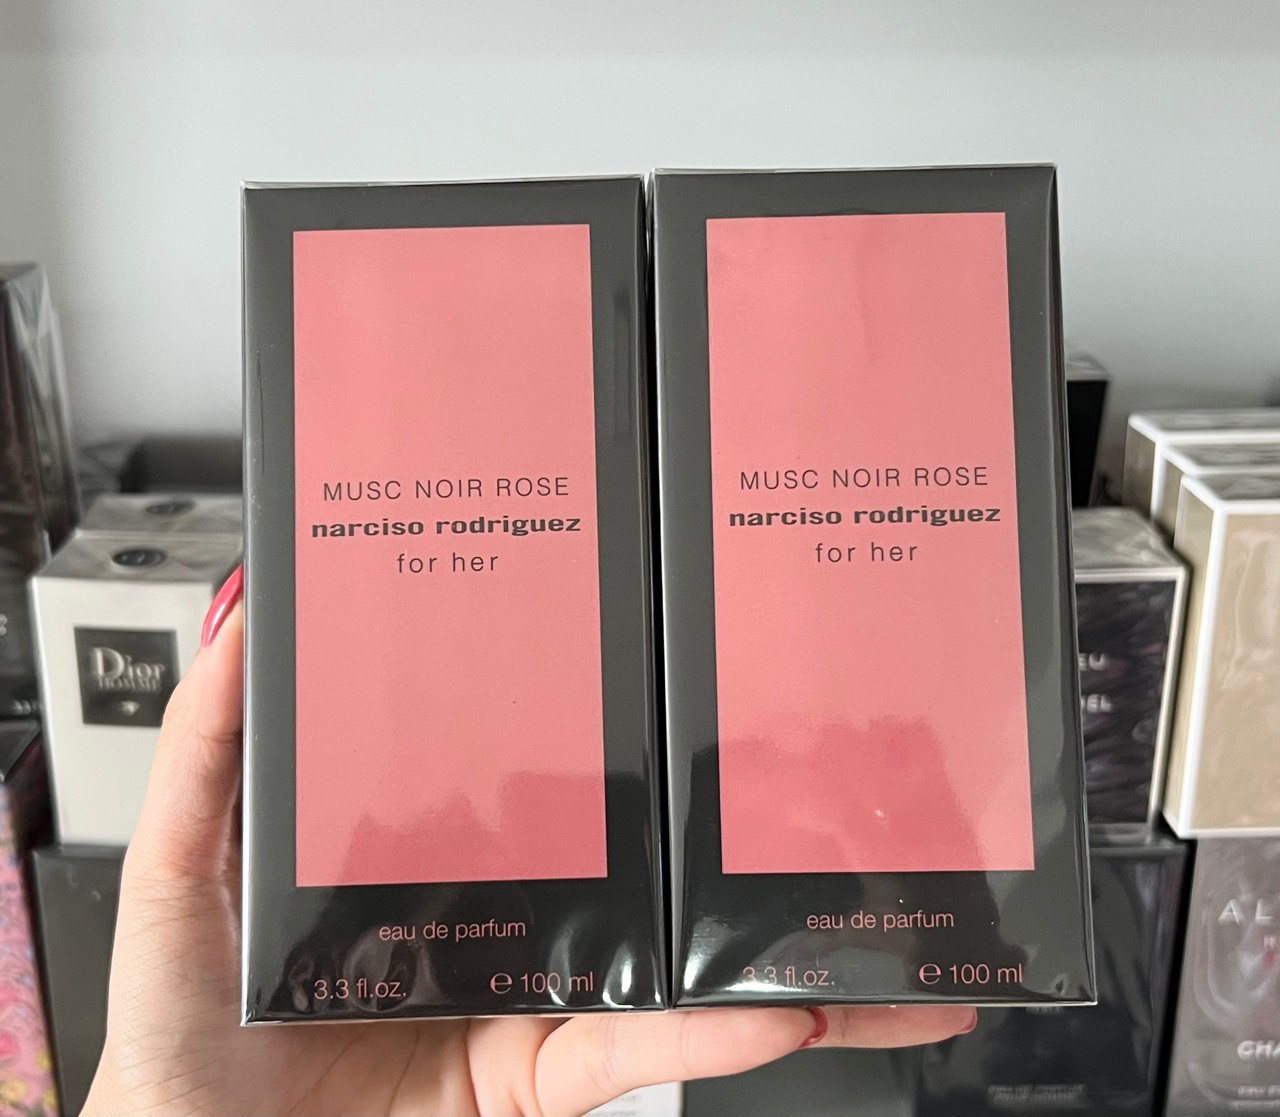 MUSC NOIR ROSE
narciso rodriguez
for her
eau de parfum
3.3 fl.oz. ℮ 100 ml
MUSC NOIR ROSE
narciso rodriguez
for her
eau de parfum
3.3 fl.oz. ℮ 100 ml
Dior
HOMME